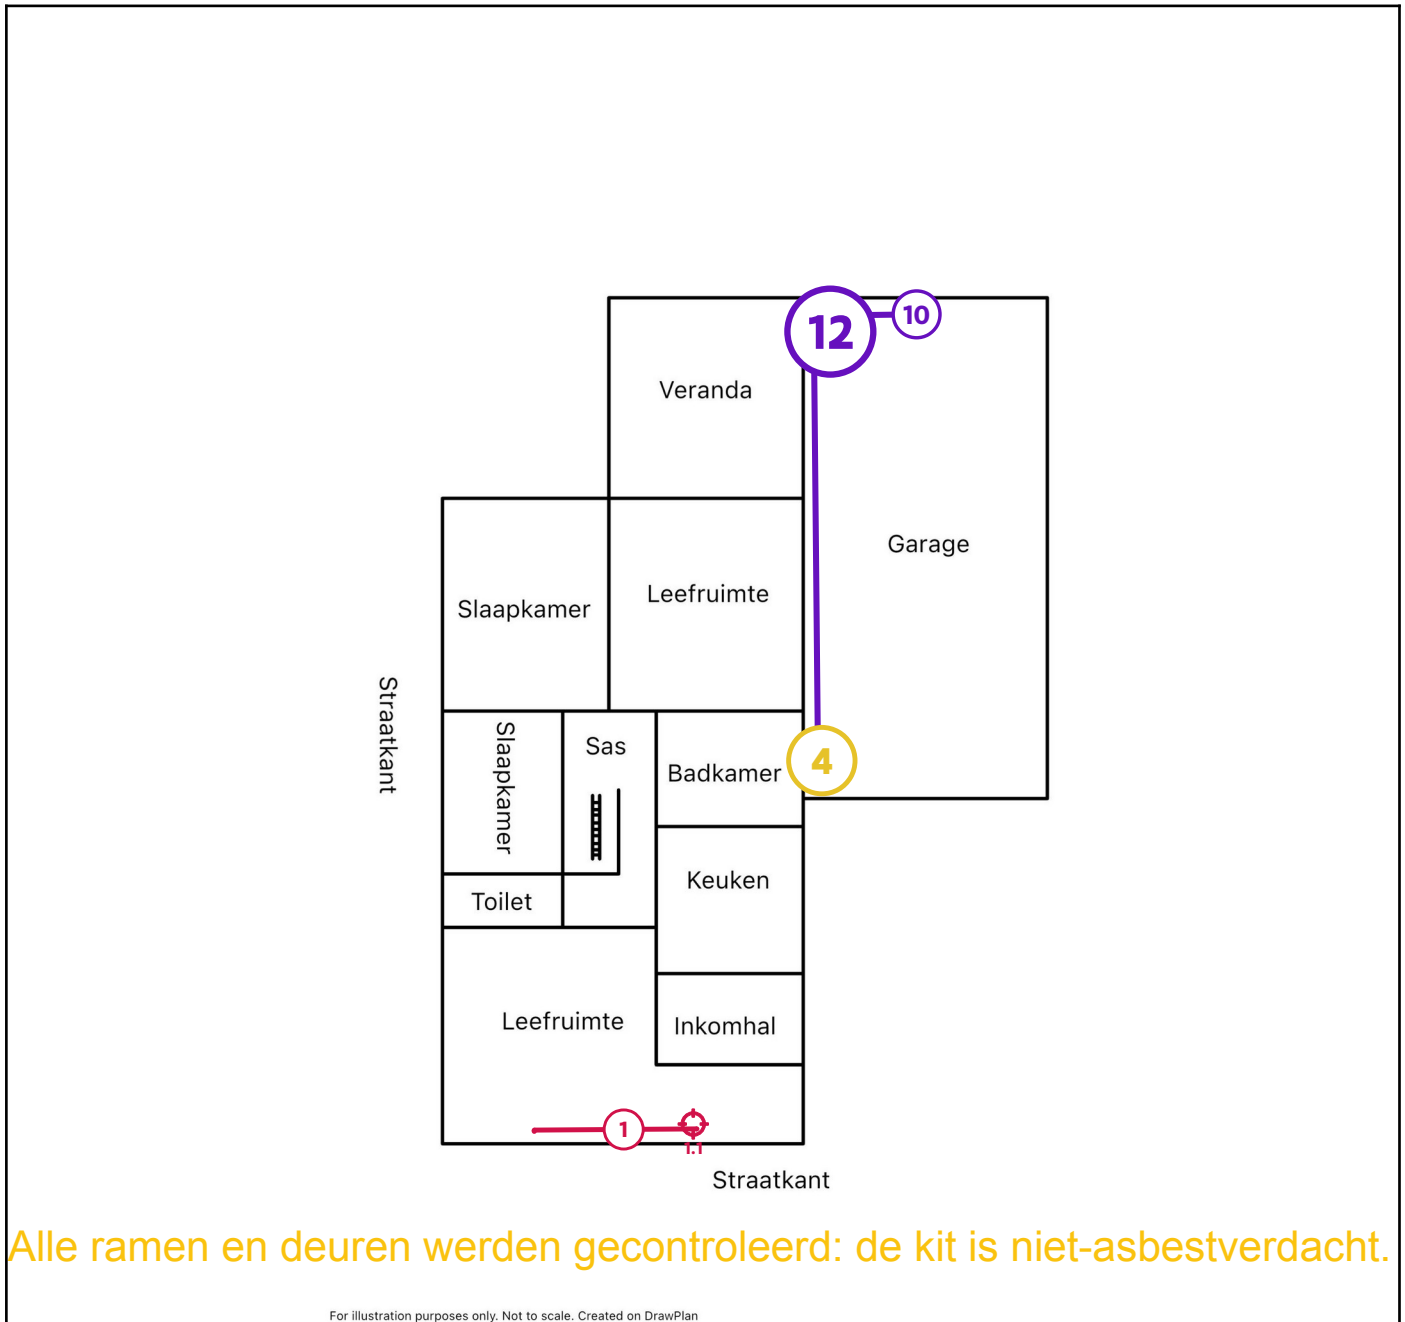 12
10
Veranda
Garage
Leefruimte
Slaapkamer
Straatkant
Slaapkamer
Sas
Badkamer
4
Keuken
Toilet
Leefruimte
Inkomhal
1
Straatkant
Alle ramen en deuren werden gecontroleerd: de kit is niet-asbestverdacht.
For illustration purposes only. Not to scale. Created on DrawPlan